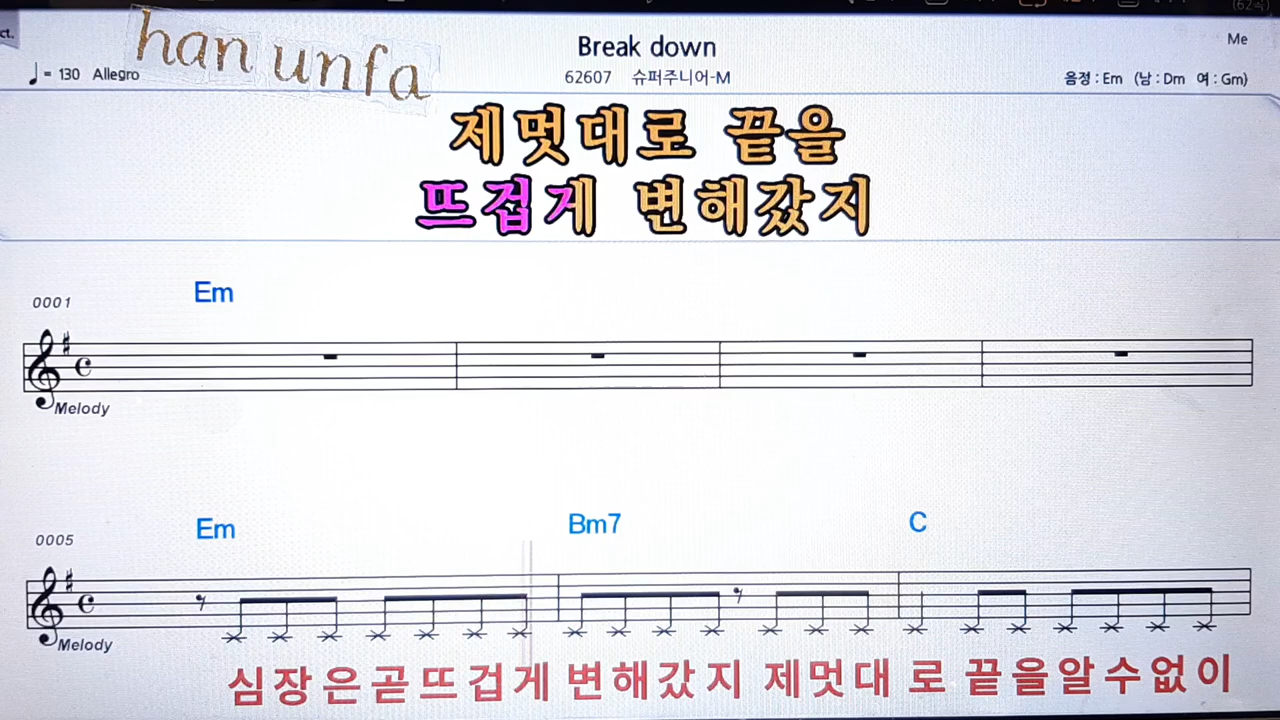 ct.
han unfa
Break down
Me
♩= 130 Allegro
62607 슈퍼주니어-M
음정 : Em (남 : Dm 여 : Gm)
제멋대로 끝을
뜨겁게 변해갔지
0001
Em
Melody
0005
Em Bm7 C
Melody
심장은곧뜨겁게 변해갔지 제멋대 로 끝을알수없이